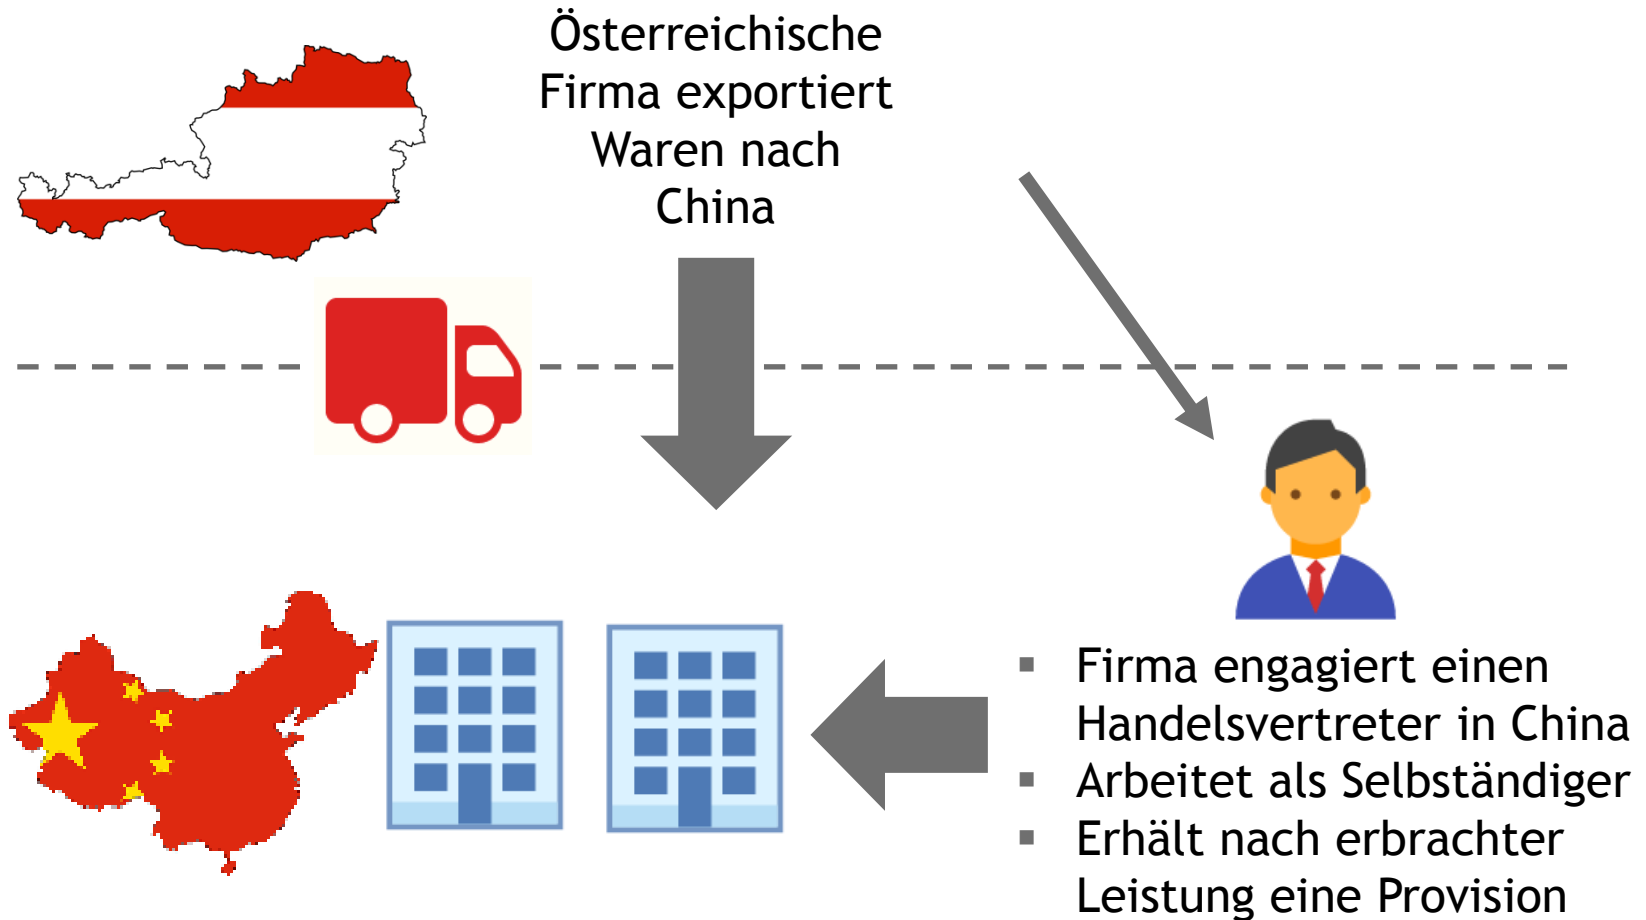 Österreichische
Firma exportiert
Waren nach
China
▪ Firma engagiert einen
Handelsvertreter in China
▪ Arbeitet als Selbständiger
▪ Erhält nach erbrachter
Leistung eine Provision